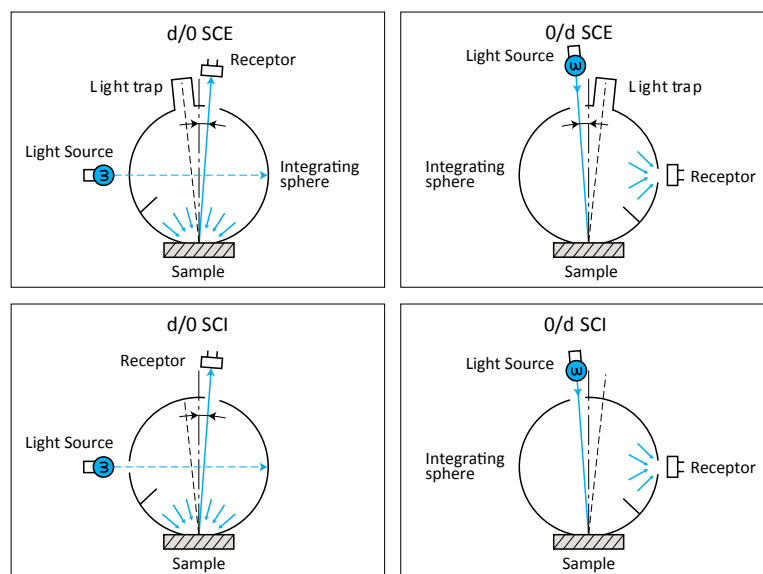 d/0 SCE
Receptor
Light trap
Light Source
Integrating
sphere
Sample
0/d SCE
Light Source
Light trap
Integrating
sphere
Receptor
Sample
d/0 SCI
Receptor
Light Source
Sample
0/d SCI
Light Source
Integrating
sphere
Receptor
Sample